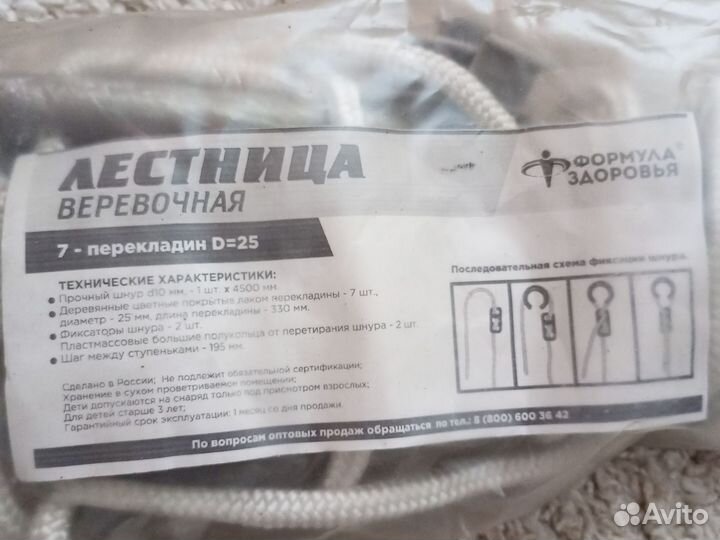 ЛЕСТНИЦА
ВЕРЕВОЧНАЯ
ФОРМУЛА®
ЗДОРОВЬЯ
7 - перекладин D=25
ТЕХНИЧЕСКИЕ ХАРАКТЕРИСТИКИ:
• Прочный шнур d10 мм, - 1 шт. х 4500 мм.
• Деревянные цветные покрытые лаком перекладины - 7 шт.,
диаметр - 25 мм, длина перекладины - 330 мм.
• Фиксаторы шнура - 2 шт.
Пластмассовые большие полукольца от перетирания шнура - 2 шт.
• Шаг между ступеньками - 195 мм.
Последовательная схема фиксации шнура.
Сделано в России; Не подлежит обязательной сертификации;
Хранение в сухом проветриваемом помещении;
Дети допускаются на снаряд только под присмотром взрослых;
Для детей старше 3 лет;
Гарантийный срок эксплуатации: 1 месяц со дня продажи.
По вопросам оптовых продаж обращаться по тел.: 8 (800) 600 36 42
Avito